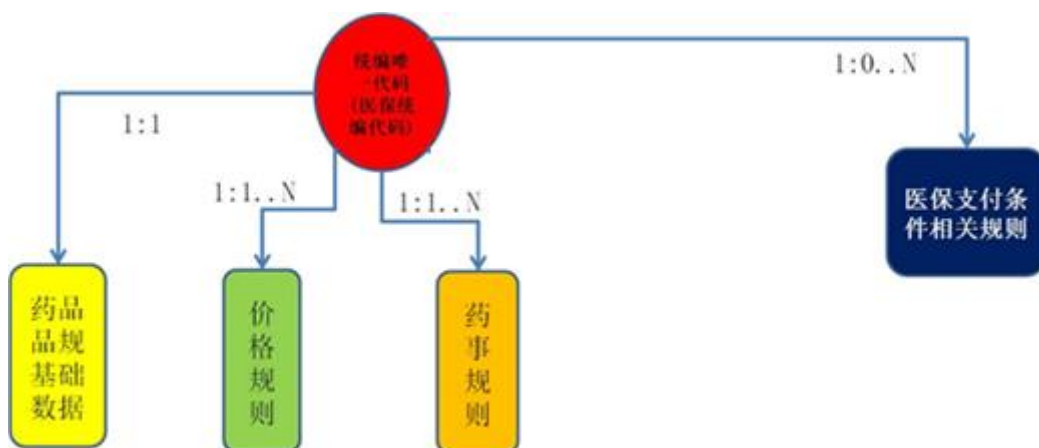 统编唯
一代码
(医保统
编代码)
1:0..N
1:1
1:1..N
1:1..N
医保支付条
件相关规则
药品
品规
基础
数据
价
格
规
则
药
事
规
则